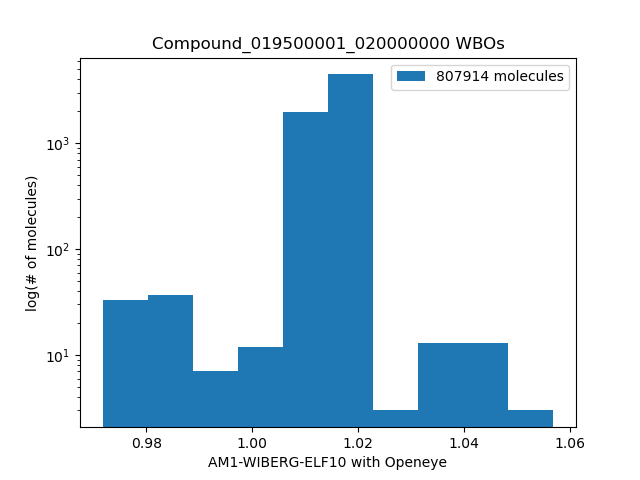 Compound_019500001_020000000 WBOs
807914 molecules
log(# of molecules)
10³
10²
10¹
0.98 1.00 1.02 1.04 1.06
AM1-WIBERG-ELF10 with Openeye